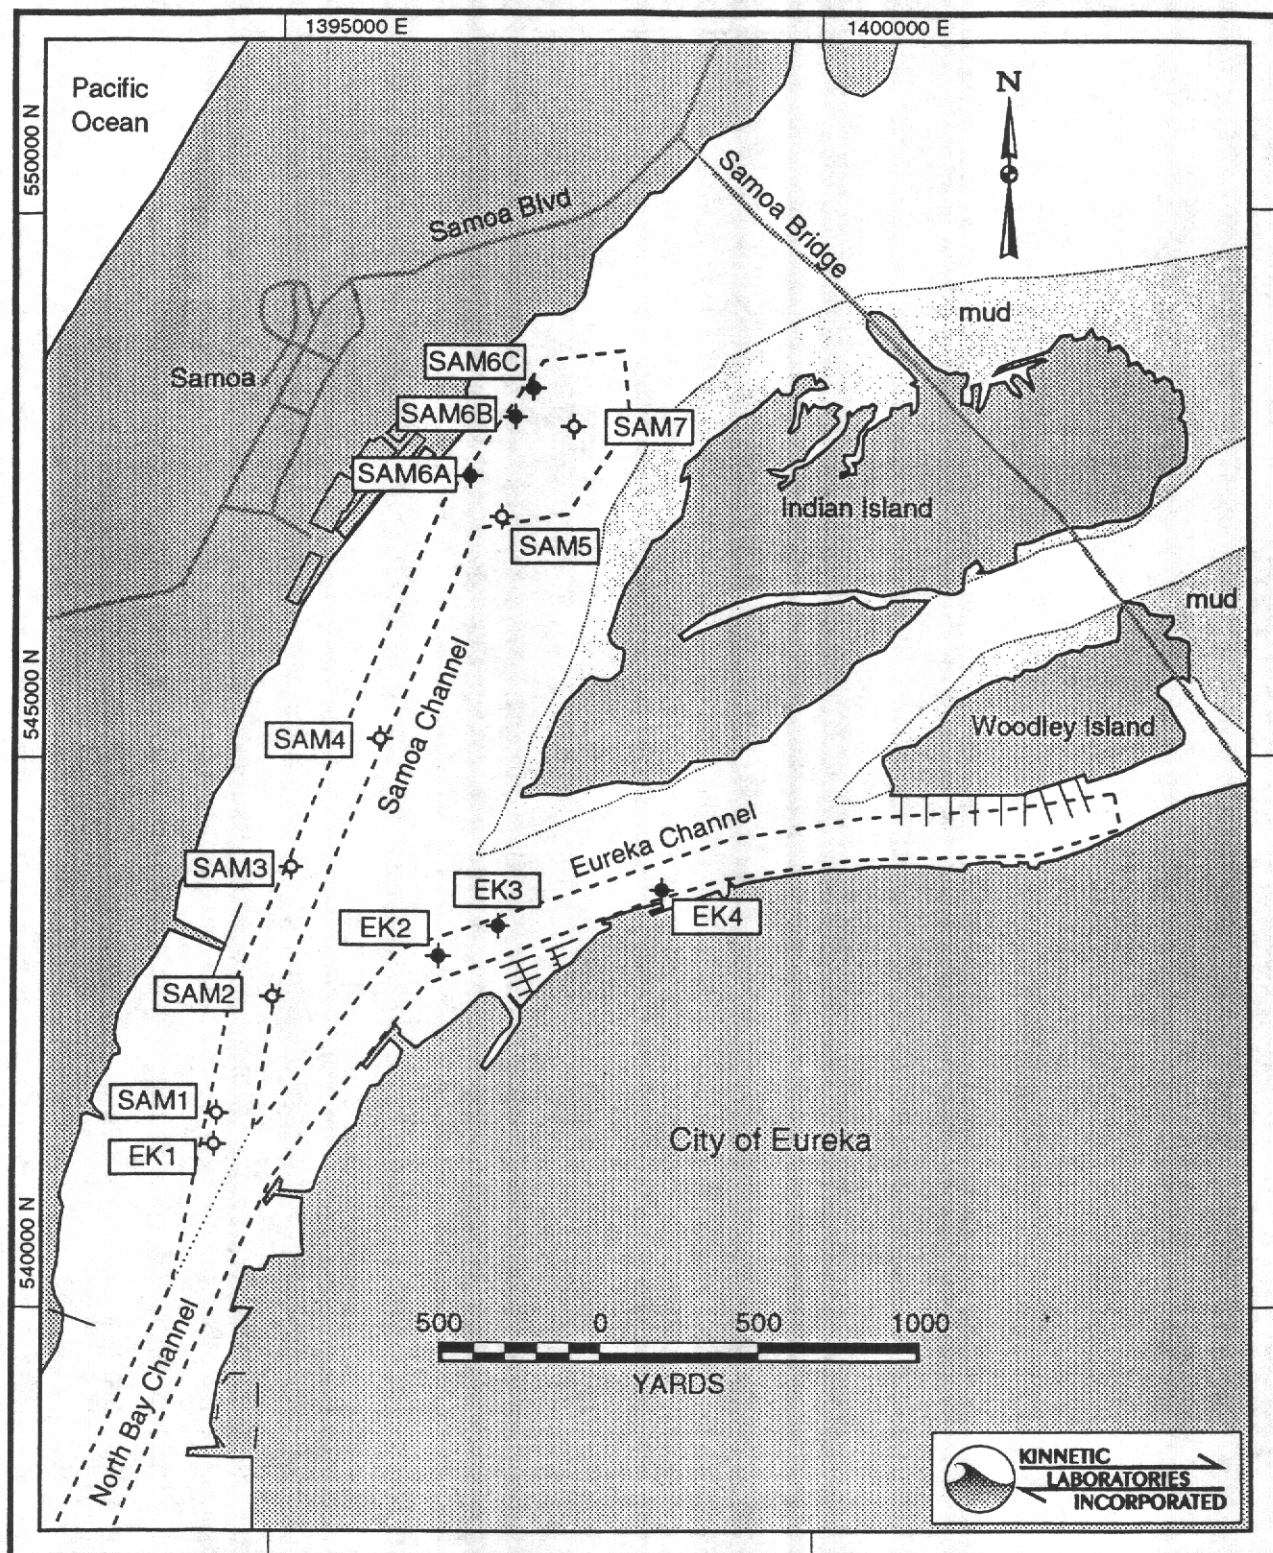 1395000 E
1400000 E
Pacific
Ocean
N
550000 N
Samoa Bridge
Samoa Blvd
mud
SAM6C
Samoa
SAM6B
SAM7
SAM6A
Indian Island
SAM5
mud
545000 N
Samoa Channel
SAM4
Woodley Island
Eureka Channel
SAM3
EK3
EK2
EK4
SAM2
SAM1
City of Eureka
EK1
540000 N
North Bay Channel
500 0 500 1000
YARDS
KINNETIC
LABORATORIES
INCORPORATED